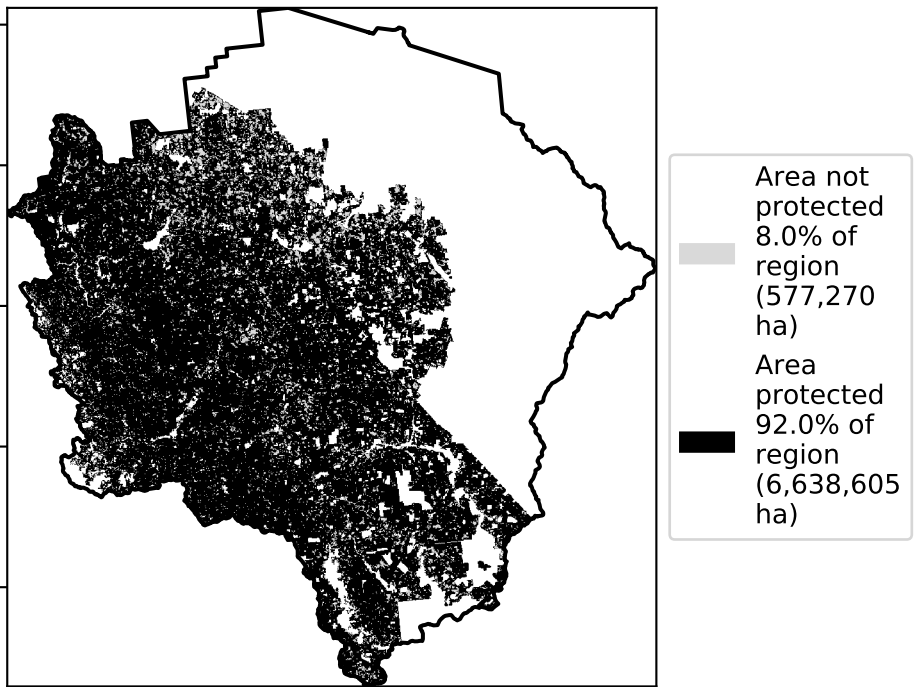 Area not
protected
8.0% of
region
(577,270
ha)
Area
protected
92.0% of
region
(6,638,605
ha)